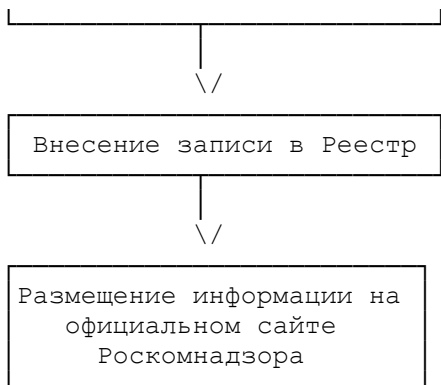 \/
Внесение записи в Реестр
\/
Размещение информации на
официальном сайте
Роскомнадзора